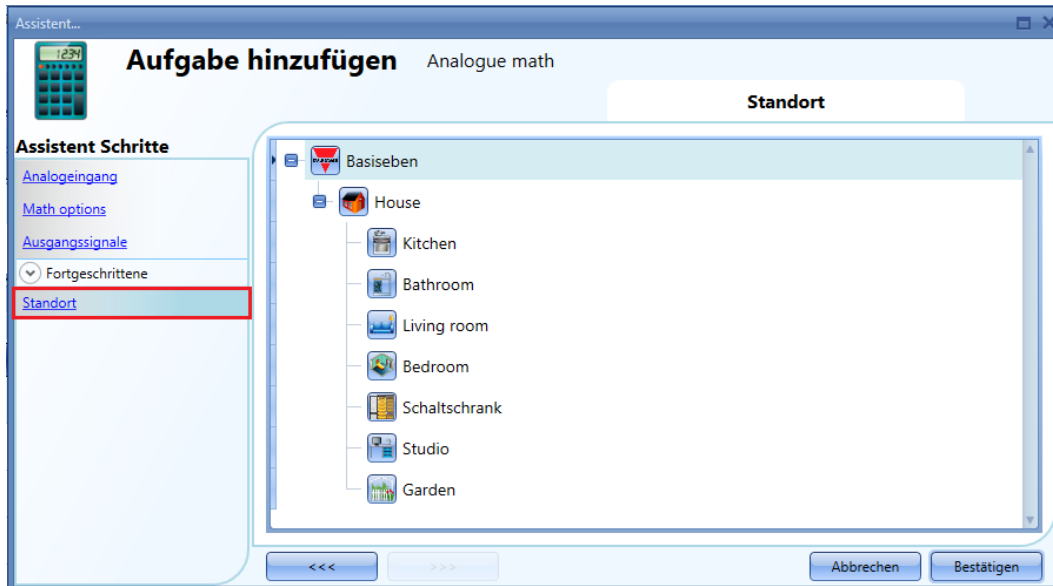 Assistent...
1234
Aufgabe hinzufügen Analogue math
Standort
Assistent Schritte
Analogeingang
Math options
Ausgangssignale
Fortgeschrittene
Standort
Basiseben
House
Kitchen
Bathroom
Living room
Bedroom
Schaltschrank
Studio
Garden
<<< >>> Abbrechen Bestätigen